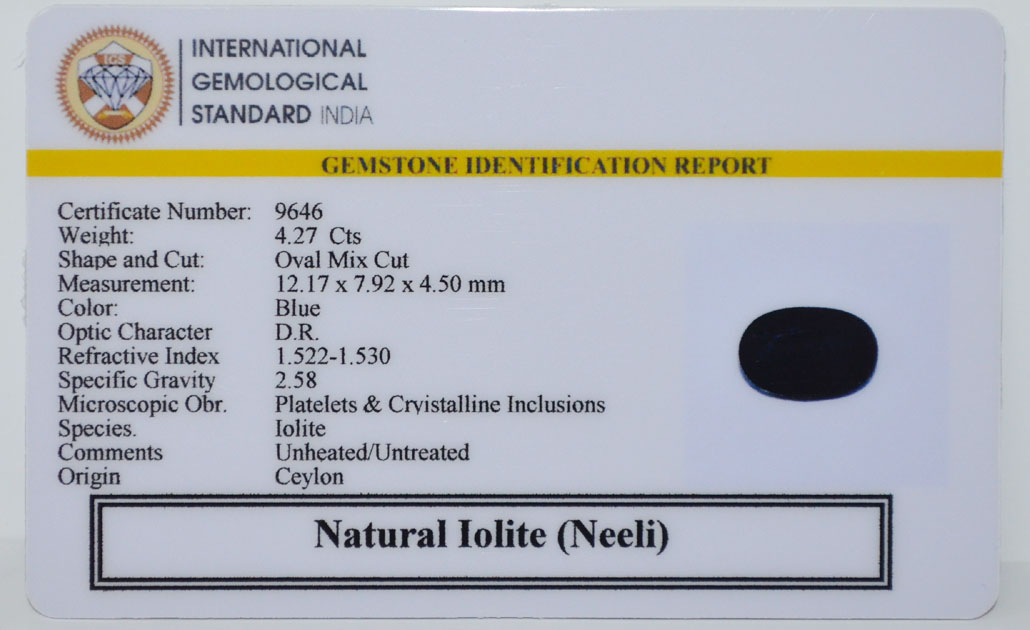 IGS
INTERNATIONAL
GEMOLOGICAL
STANDARD INDIA
GEMSTONE IDENTIFICATION REPORT
Certificate Number: 9646
Weight: 4.27 Cts
Shape and Cut: Oval Mix Cut
Measurement: 12.17 x 7.92 x 4.50 mm
Color: Blue
Optic Character D.R.
Refractive Index 1.522-1.530
Specific Gravity 2.58
Microscopic Obr. Platelets & Cryistalline Inclusions
Species. Iolite
Comments Unheated/Untreated
Origin Ceylon
Natural Iolite (Neeli)